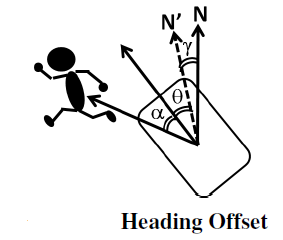 N' N
γ
θ
α
Heading Offset